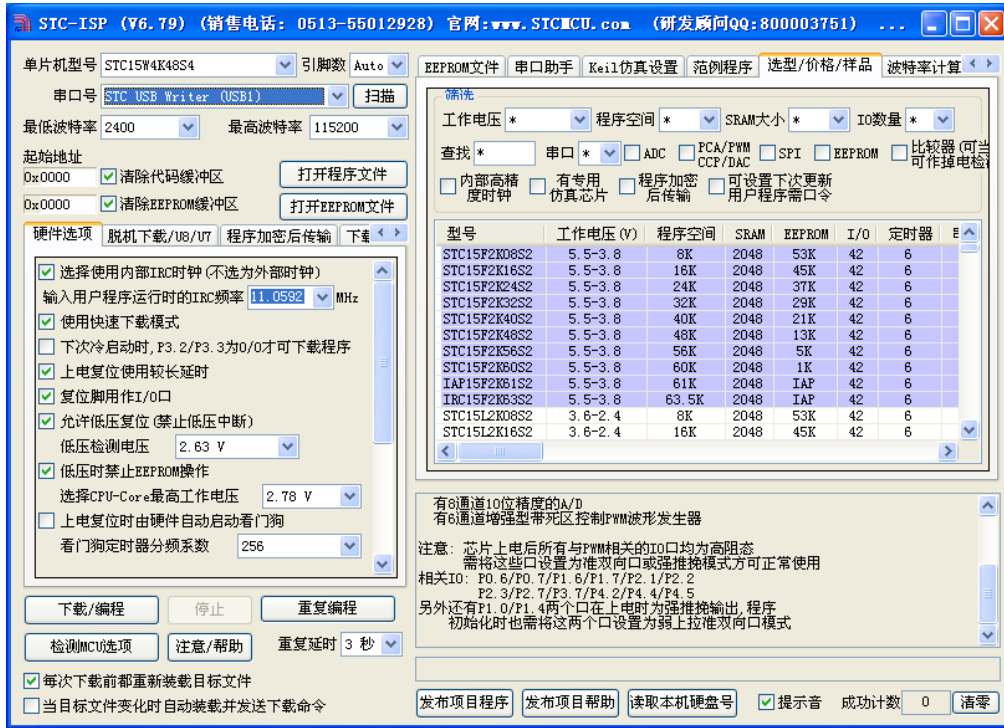 STC-ISP (V6.79) (销售电话: 0513-55012928) 官网:www.STCMCU.com (研发顾问QQ:800003751) ...
单片机型号 STC15W4K48S4 引脚数 Auto
串口号 STC USB Writer (USB1) 扫描
最低波特率 2400 最高波特率 115200
起始地址
0x0000 清除代码缓冲区 打开程序文件
0x0000 清除EEPROM缓冲区 打开EEPROM文件
硬件选项 脱机下载/U8/U7 程序加密后传输
选择使用内部IRC时钟(不选为外部时钟)
输入用户程序运行时的IRC频率 11.0592 MHz
使用快速下载模式
下次冷启动时,P3.2/P3.3为0/0才可下载程序
上电复位使用较长延时
复位脚用作I/O口
允许低压复位(禁止低压中断)
低压检测电压 2.63 V
低压时禁止EEPROM操作
选择CPU-Core最高工作电压 2.78 V
上电复位时由硬件自动启动看门狗
看门狗定时器分频系数 256
下载/编程 停止 重复编程
检测MCU选项 注意/帮助 重复延时 3 秒
每次下载前都重新装载目标文件
当目标文件变化时自动装载并发送下载命令
EEPROM文件 串口助手 Keil仿真设置 范例程序 选型/价格/样品 波特率计算
筛选
工作电压 * 程序空间 * SRAM大小 * IO数量 *
查找 * 串口 * ADC PCA/PWM CCP/DAC SPI EEPROM 比较器(可当 可作掉电检
内部高精度时钟 有专用仿真芯片 程序加密后传输 可设置下次更新用户程序需口令
型号 工作电压(V) 程序空间 SRAM EEPROM I/O 定时器
STC15F2K08S2 5.5-3.8 8K 2048 53K 42 6
STC15F2K16S2 5.5-3.8 16K 2048 45K 42 6
STC15F2K24S2 5.5-3.8 24K 2048 37K 42 6
STC15F2K32S2 5.5-3.8 32K 2048 29K 42 6
STC15F2K40S2 5.5-3.8 40K 2048 21K 42 6
STC15F2K48S2 5.5-3.8 48K 2048 13K 42 6
STC15F2K56S2 5.5-3.8 56K 2048 5K 42 6
STC15F2K60S2 5.5-3.8 60K 2048 1K 42 6
IAP15F2K61S2 5.5-3.8 61K 2048 IAP 42 6
IRC15F2K63S2 5.5-3.8 63.5K 2048 IAP 42 6
STC15L2K08S2 3.6-2.4 8K 2048 53K 42 6
STC15L2K16S2 3.6-2.4 16K 2048 45K 42 6
有8通道10位精度的A/D
有6通道增强型带死区控制PWM波形发生器
注意: 芯片上电后所有与PWM相关的IO口均为高阻态
需将这些口设置为准双向口或强推挽模式方可正常使用
相关IO: P0.6/P0.7/P1.6/P1.7/P2.1/P2.2
P2.3/P2.7/P3.7/P4.2/P4.4/P4.5
另外还有P1.0/P1.4两个口在上电时为强推挽输出,程序
初始化时也需将这两个口设置为弱上拉准双向口模式
发布项目程序 发布项目帮助 读取本机硬盘号 提示音 成功计数 0 清零